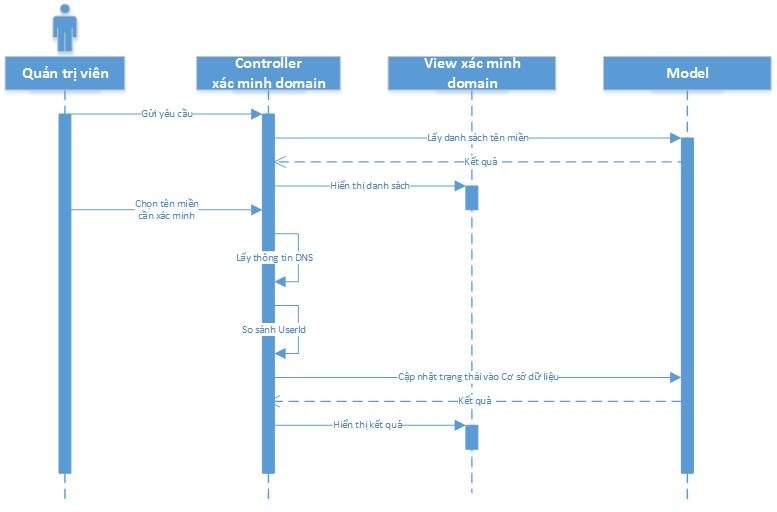 Quản trị viên
Controller
xác minh domain
View xác minh
domain
Model
Gửi yêu cầu
Lấy danh sách tên miền
Kết quả
Hiển thị danh sách
Chọn tên miền
cần xác minh
Lấy thông tin DNS
So sánh UserId
Cập nhật trạng thái vào Cơ sở dữ liệu
Kết quả
Hiển thị kết quả